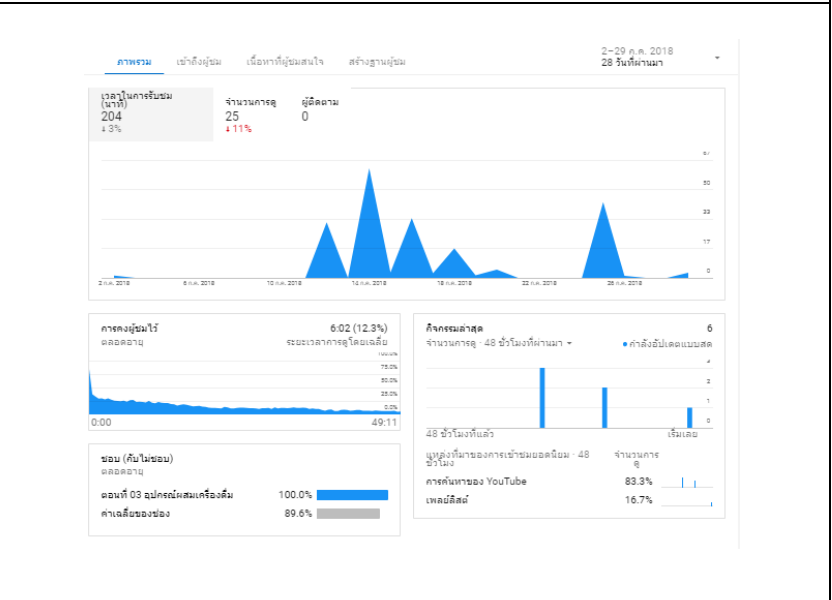 ภาพรวม เข้าถึงผู้ชม เนื้อหาที่ผู้ชมสนใจ สร้างฐานผู้ชม
2–29 ก.ค. 2018
28 วันที่ผ่านมา
เวลาในการรับชม
(นาที)
204
3%
จำนวนการดู
25
11%
ผู้ติดตาม
0
67
50
33
17
0
2 ก.ค. 2018 6 ก.ค. 2018 10 ก.ค. 2018 14 ก.ค. 2018 18 ก.ค. 2018 22 ก.ค. 2018 26 ก.ค. 2018
การคงผู้ชมไว้ 6:02 (12.3%)
ตลอดอายุ ระยะเวลาการดูโดยเฉลี่ย
100.0%
75.0%
50.0%
25.0%
0.0%
0:00 49:11
ชอบ (กับไม่ชอบ)
ตลอดอายุ
ตอนที่ 03 อุปกรณ์ผสมเครื่องดื่ม 100.0%
ค่าเฉลี่ยของช่อง 89.6%
กิจกรรมล่าสุด 6
จำนวนการดู · 48 ชั่วโมงที่ผ่านมา กำลังอัปเดตแบบสด
2
1
0
48 ชั่วโมงที่แล้ว เริ่มเลย
แหล่งที่มาของการเข้าชมยอดนิยม · 48
ชั่วโมง
จำนวนการ
ดู
การค้นหาของ YouTube 83.3%
เพลย์ลิสต์ 16.7%